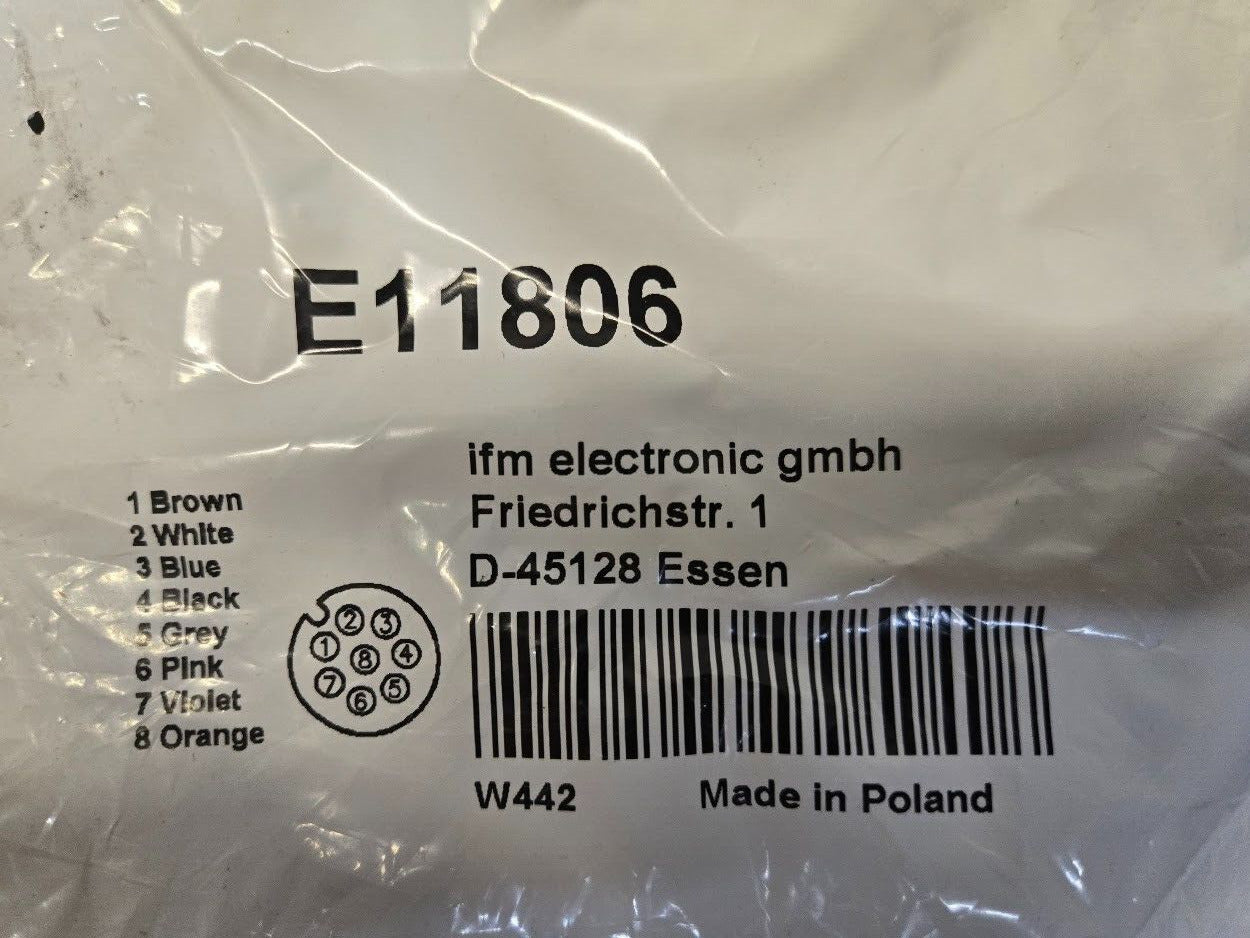 E11806
ifm electronic gmbh
Friedrichstr. 1
D-45128 Essen
1 Brown
2 White
3 Blue
4 Black
5 Grey
6 Pink
7 Violet
8 Orange
2 3
1 8 4
7 6 5
W442 Made in Poland